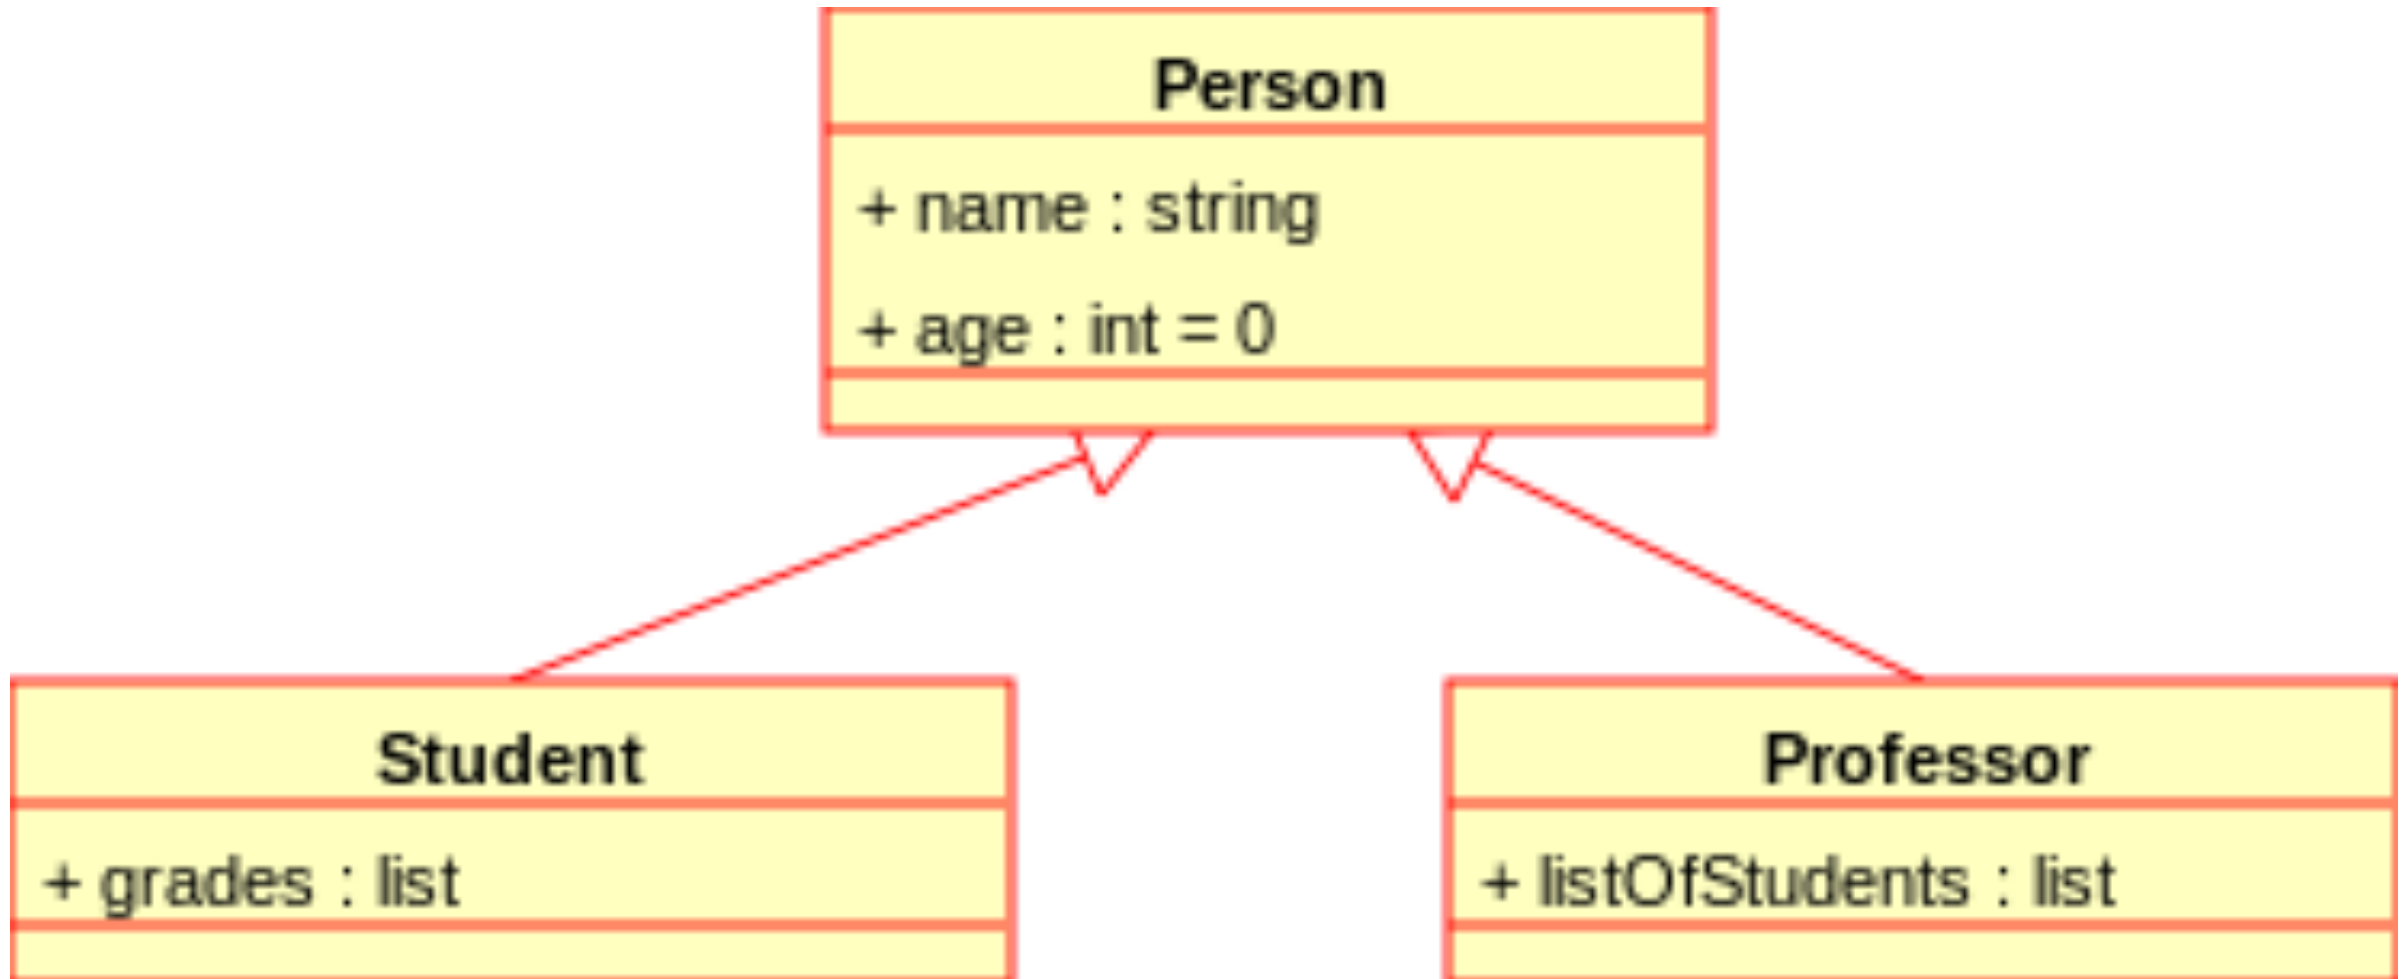 Person
+ name : string
+ age : int = 0
Student
+ grades : list
Professor
+ listOfStudents : list